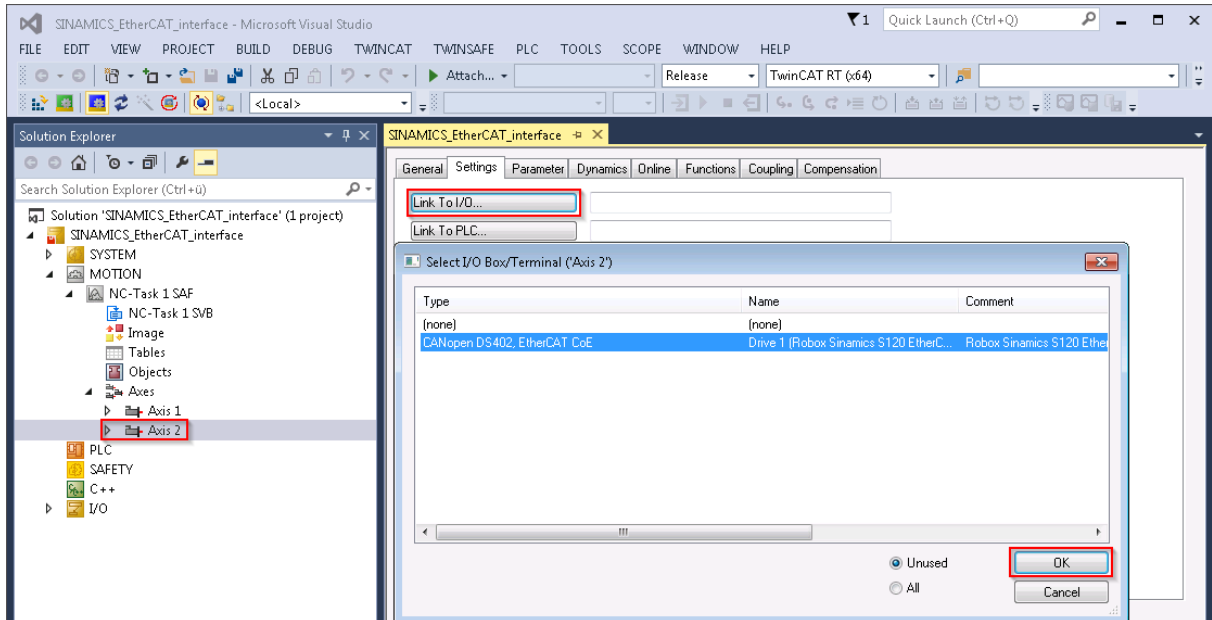 SINAMICS_EtherCAT_interface - Microsoft Visual Studio
1
Quick Launch (Ctrl+Q)
FILE EDIT VIEW PROJECT BUILD DEBUG TWINCAT TWINSAFE PLC TOOLS SCOPE WINDOW HELP
Attach... Release TwinCAT RT (x64)
<Local>
Solution Explorer
Search Solution Explorer (Ctrl+ü)
Solution 'SINAMICS_EtherCAT_interface' (1 project)
SINAMICS_EtherCAT_interface
SYSTEM
MOTION
NC-Task 1 SAF
NC-Task 1 SVB
Image
Tables
Objects
Axes
Axis 1
Axis 2
PLC
SAFETY
C++
I/O
SINAMICS_EtherCAT_interface
General Settings Parameter Dynamics Online Functions Coupling Compensation
Link To I/O...
Link To PLC...
Select I/O Box/Terminal ('Axis 2')
Type Name Comment
(none) (none)
CANopen DS402, EtherCAT CoE Drive 1 (Robox Sinamics S120 EtherC... Robox Sinamics S120 Ether
Unused
All
OK
Cancel